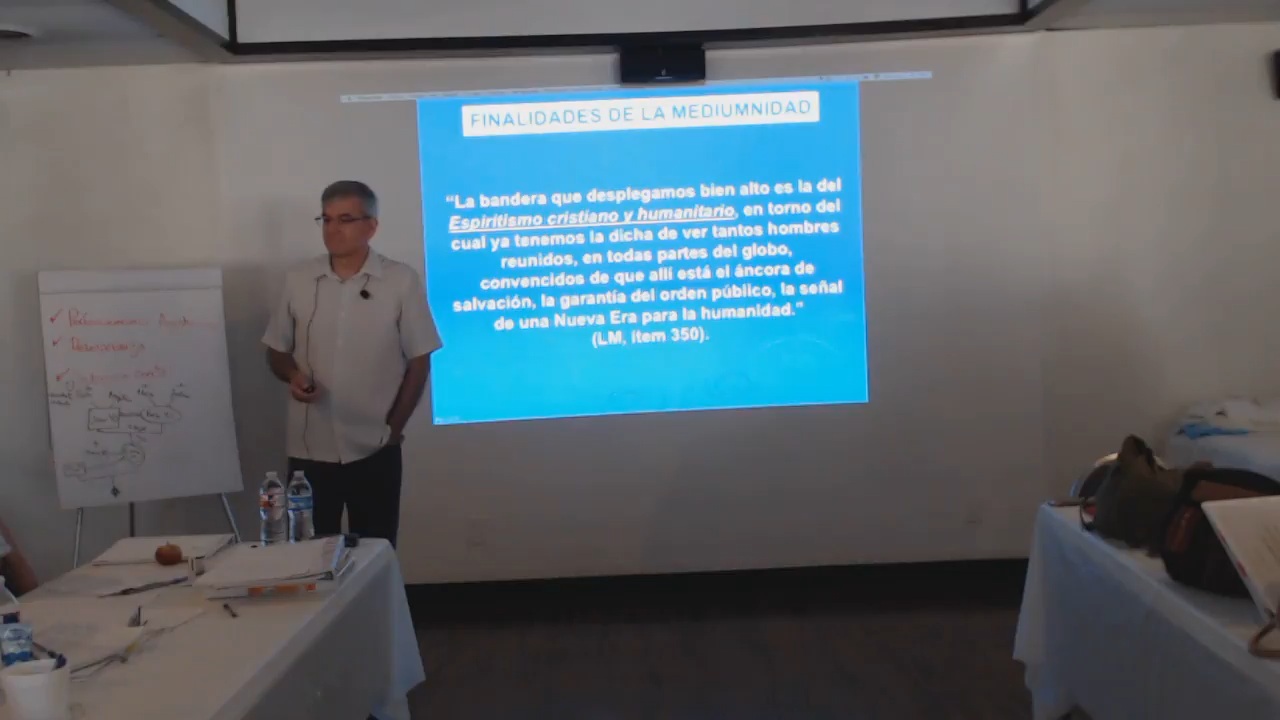 FINALIDADES DE LA MEDIUMNIDAD
“La bandera que desplegamos bien alto es la del
Espiritismo cristiano y humanitario, en torno del
cual ya tenemos la dicha de ver tantos hombres
reunidos, en todas partes del globo,
convencidos de que allí está el áncora de
salvación, la garantía del orden público, la señal
de una Nueva Era para la humanidad.”
(LM, ítem 350).